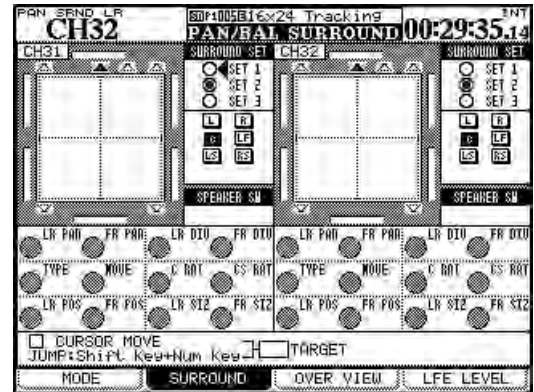 PAN SRND LR
CH32
16x24 Tracking
INT
PAN/BAL SURROUND
00:29:35.14
CH31
SURROUND SET
SET 1
SET 2
SET 3
L R
C LF
LS RS
SPEAKER SW
CH32
SURROUND SET
SET 1
SET 2
SET 3
L R
C LF
LS RS
SPEAKER SW
LR PAN FR PAN LR DIV FR DIV LR PAN FR PAN LR DIV FR DIV
TYPE MOVE C RAT CS RAT TYPE MOVE C RAT CS RAT
LR POS FR POS LR SIZ FR SIZ LR POS FR POS LR SIZ FR SIZ
CURSOR MOVE
JUMP:Shift Key+Num Key
TARGET
MODE SURROUND OVER VIEW LFE LEVEL